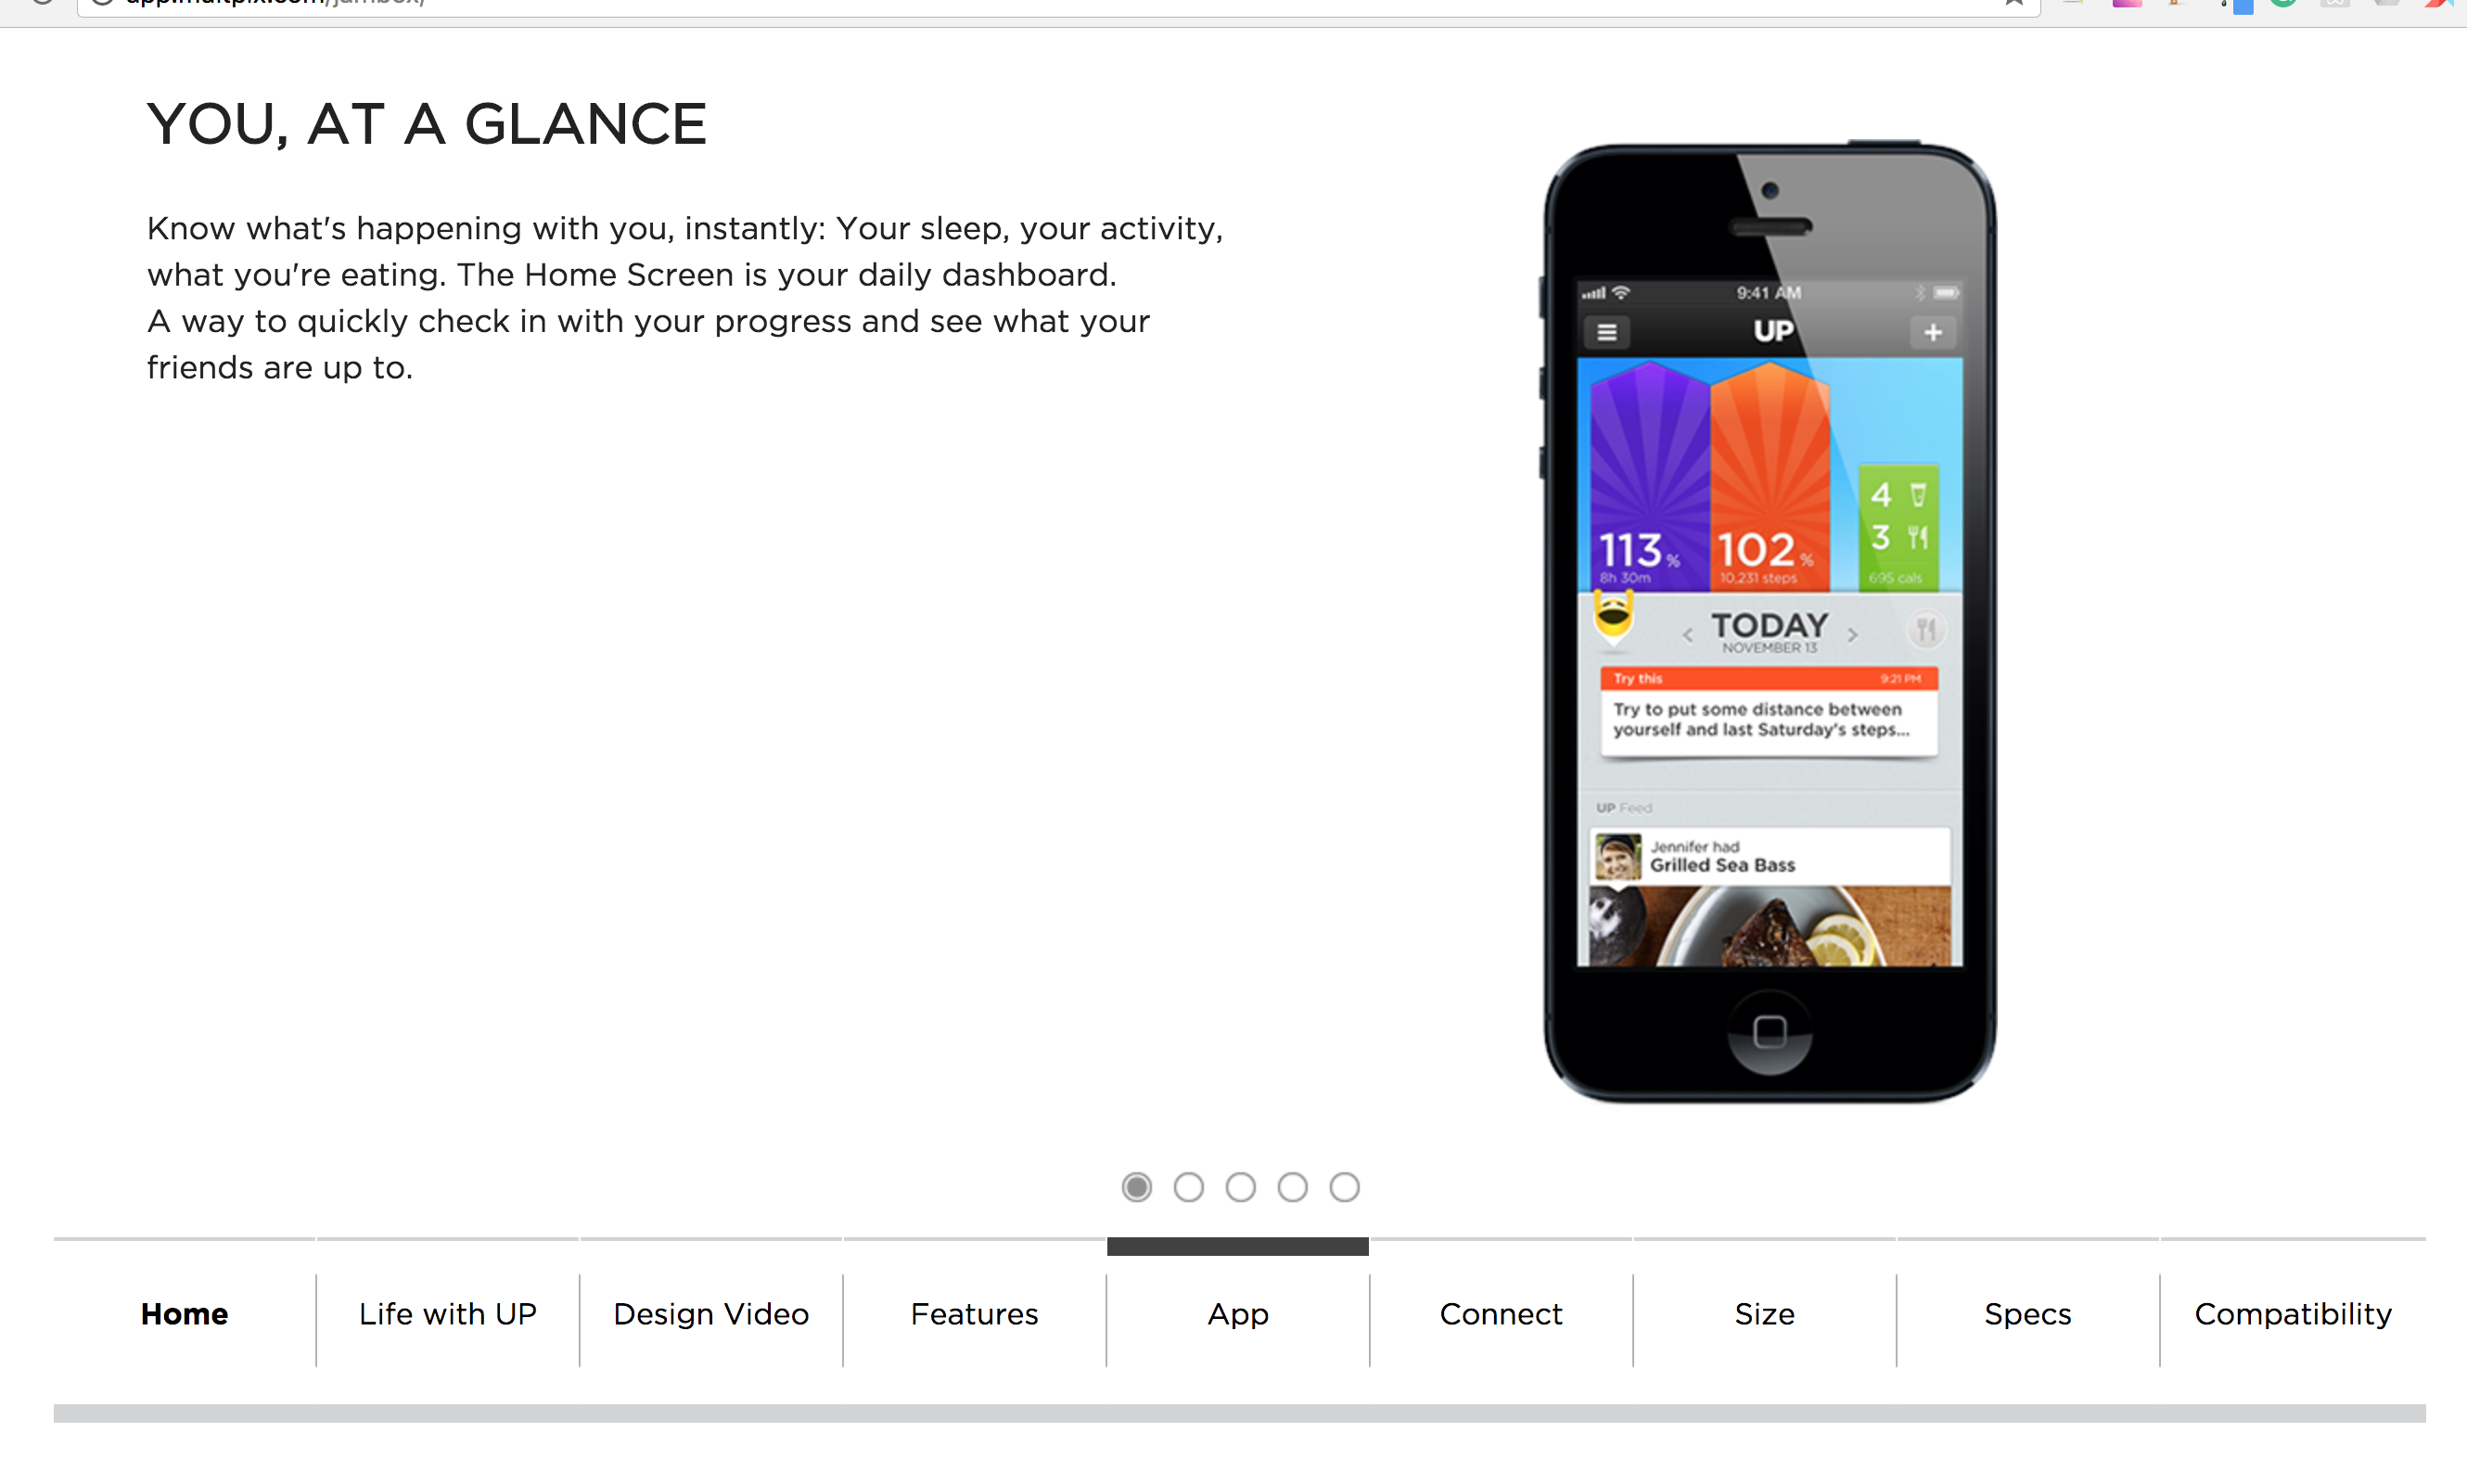 YOU, AT A GLANCE
Know what's happening with you, instantly: Your sleep, your activity,
what you're eating. The Home Screen is your daily dashboard.
A way to quickly check in with your progress and see what your
friends are up to.
9:41 AM
UP
113 %
8h 30m
102 %
10,231 steps
4
3
695 cals
TODAY
NOVEMBER 13
Try this 9:21 PM
Try to put some distance between
yourself and last Saturday's steps...
UP Feed
Jennifer had
Grilled Sea Bass
Home Life with UP Design Video Features App Connect Size Specs Compatibility